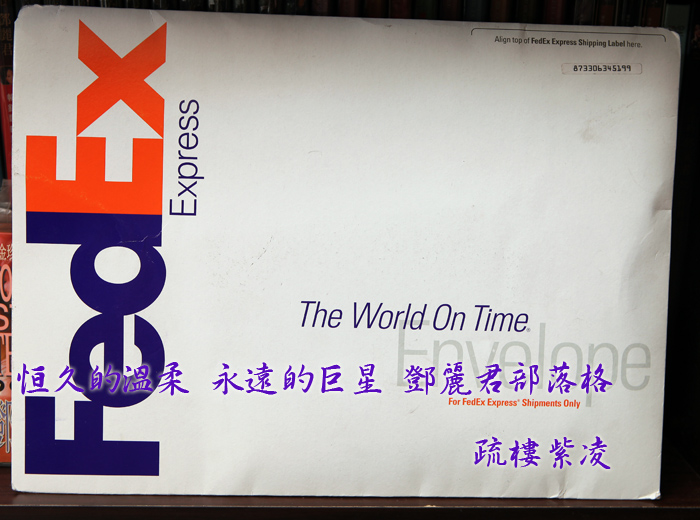 Align top of FedEx Express Shipping Label here.
873306345199
FedEx
Express
The World On Time
Envelope
恒久的溫柔 永遠的巨星 鄧麗君部落格
For FedEx Express® Shipments Only
疏樓紫凌